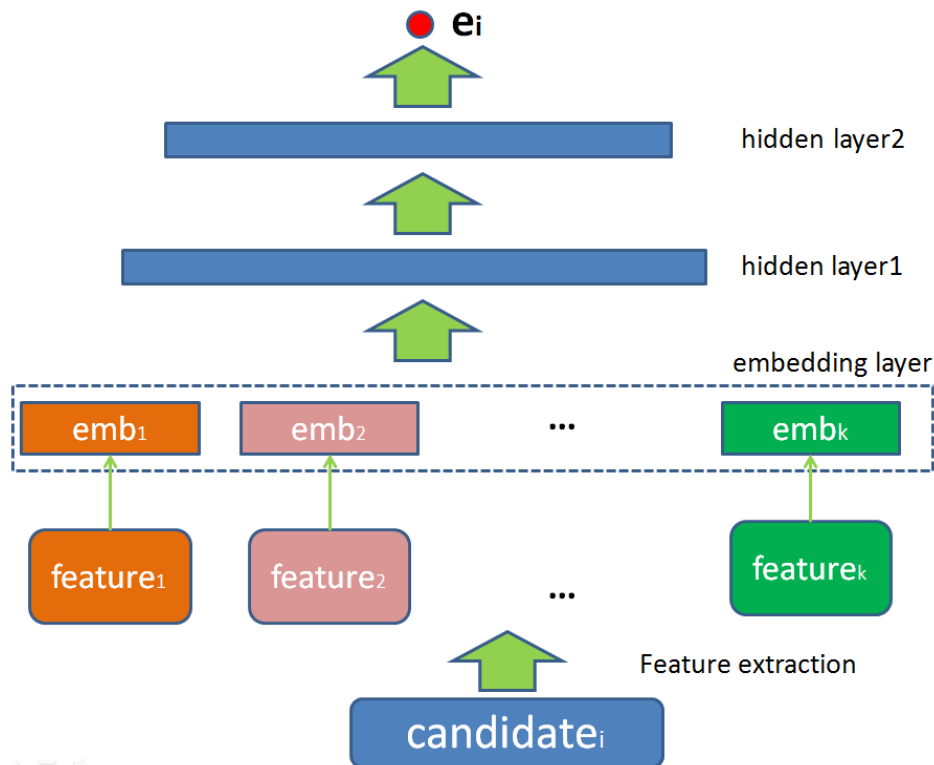 eᵢ
hidden layer2
hidden layer1
embedding layer
emb₁ emb₂ ... embₖ
feature₁ feature₂ ... featureₖ
Feature extraction
candidateᵢ